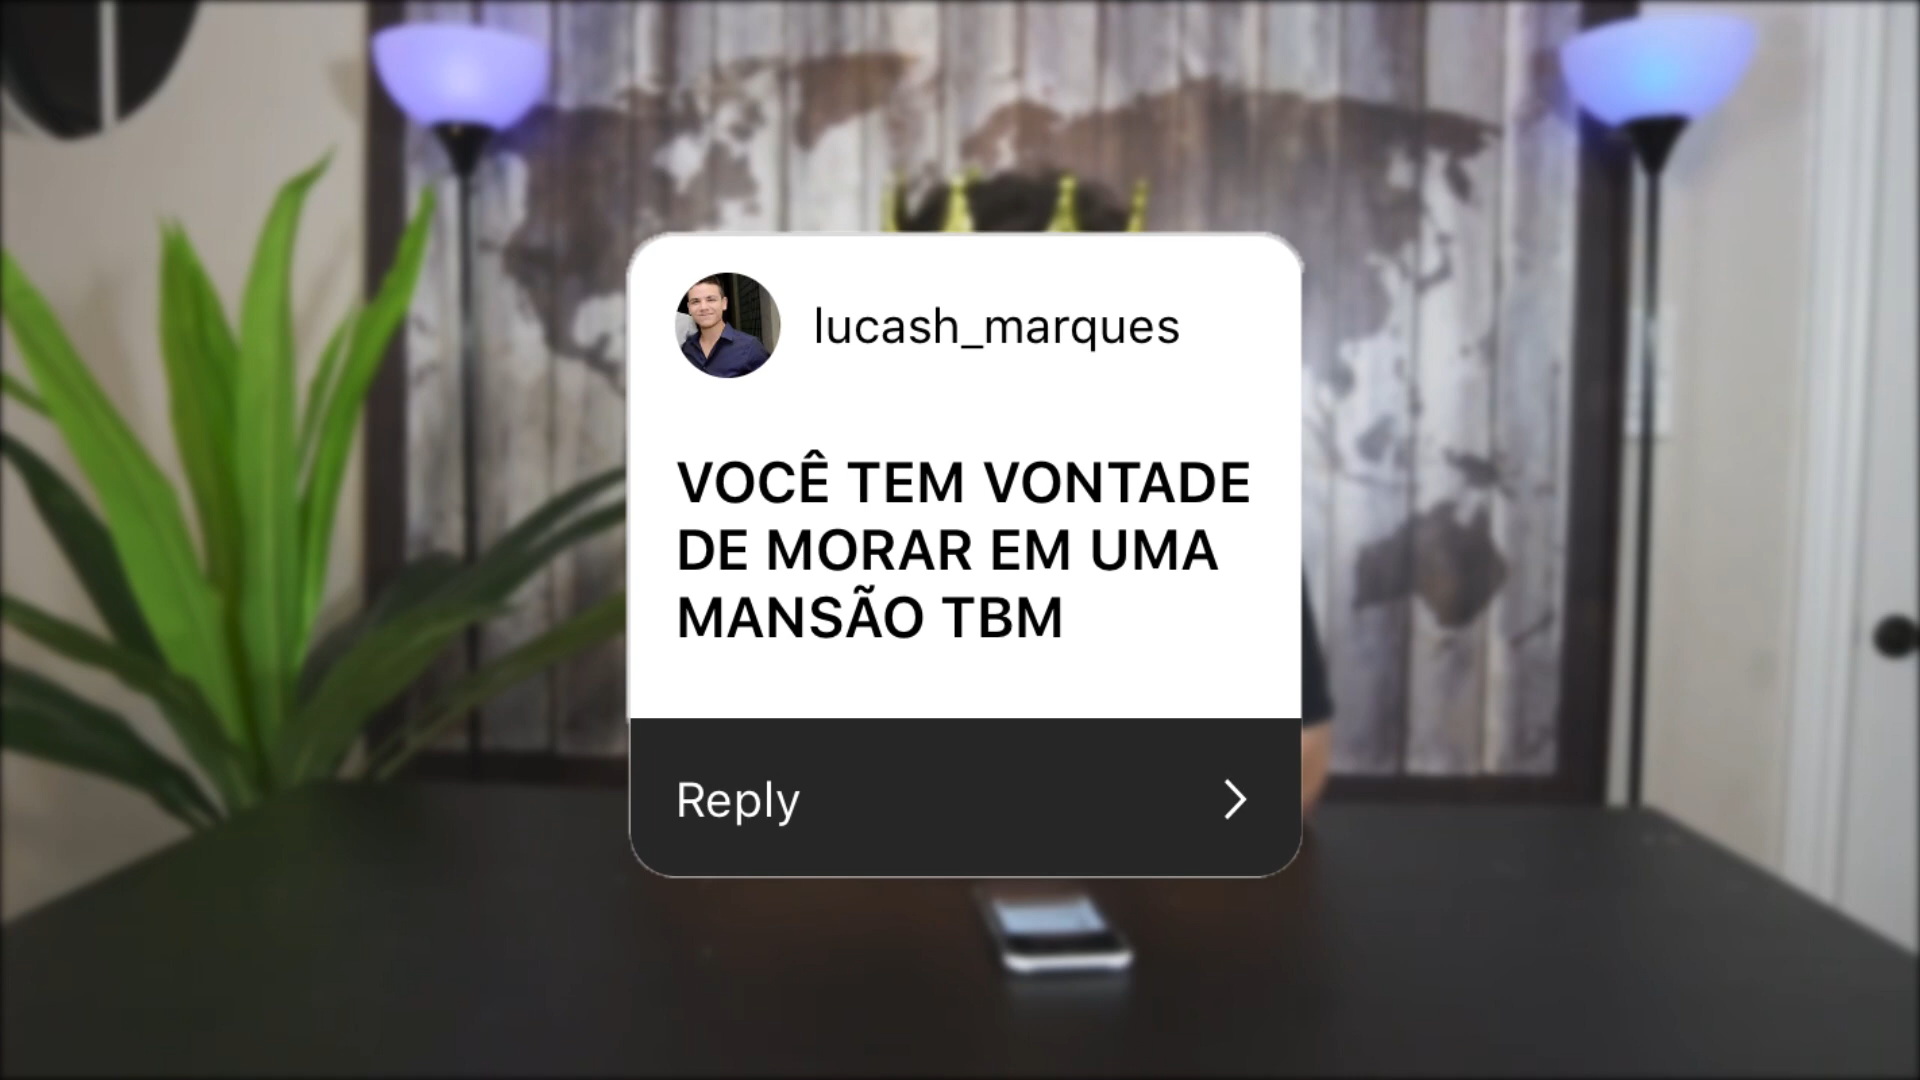 lucash_marques
VOCÊ TEM VONTADE
DE MORAR EM UMA
MANSÃO TBM
Reply